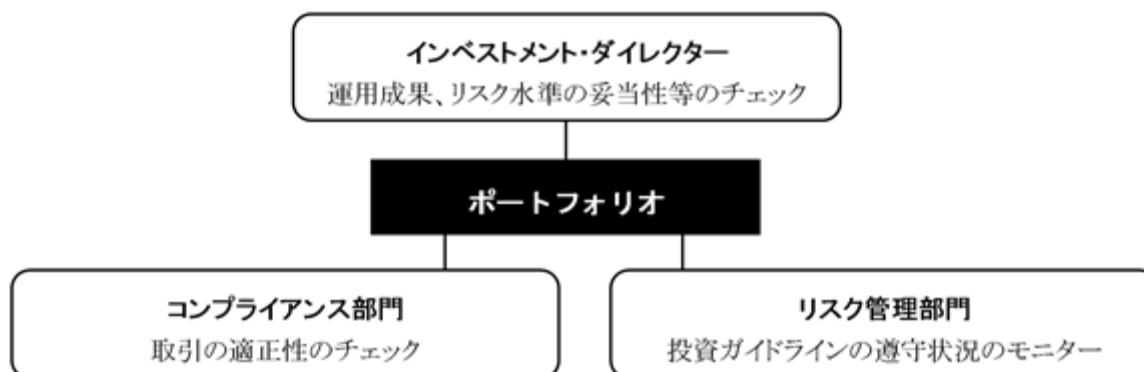 インベストメント・ダイレクター
運用成果、リスク水準の妥当性等のチェック
ポートフォリオ
コンプライアンス部門
取引の適正性のチェック
リスク管理部門
投資ガイドラインの遵守状況のモニター